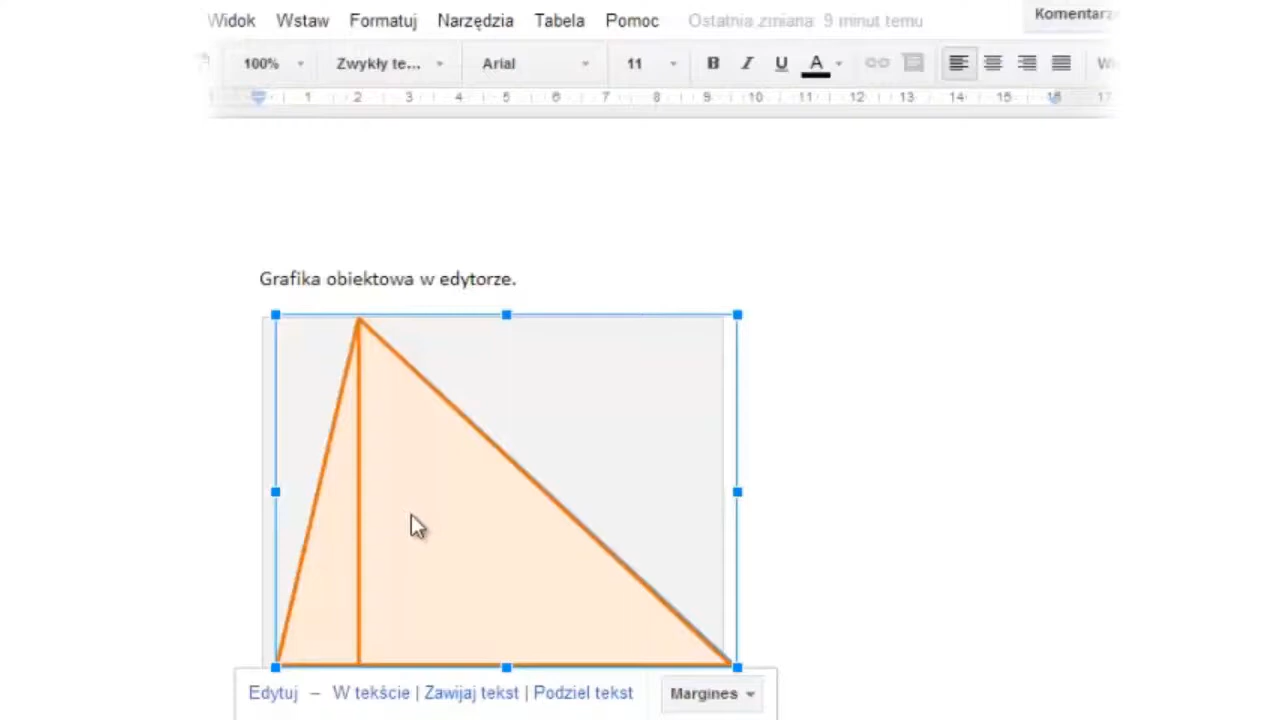 Widok Wstaw Formatuj Narzędzia Tabela Pomoc Ostatnia zmiana: 9 minut temu Komentarz
100% Zwykły te... Arial 11 B I U A
1 2 3 4 5 6 7 8 9 10 11 12 13 14 15 16 17
Grafika obiektowa w edytorze.
Edytuj – W tekście | Zawijaj tekst | Podziel tekst Margines